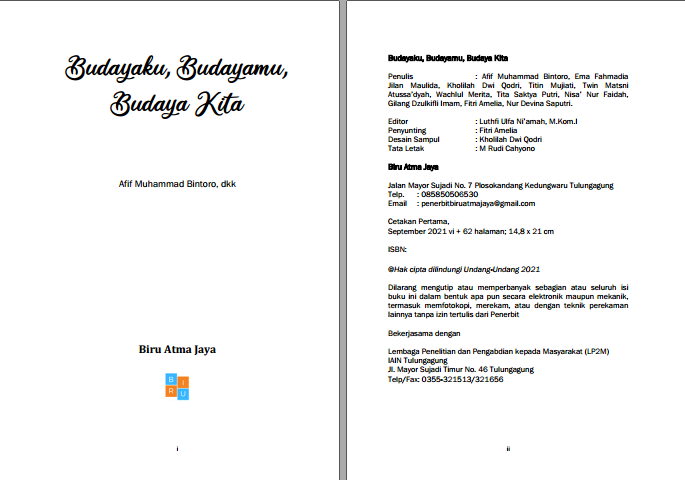 Budayaku, Budayamu,
Budaya Kita
Afif Muhammad Bintoro, dkk
Biru Atma Jaya
B I
R U
i
Budayaku, Budayamu, Budaya Kita
Penulis : Afif Muhammad Bintoro, Ema Fahmadia
Jilan Maulida, Kholilah Dwi Qodri, Titin Mujiati, Twin Matsni
Atussa'dyah, Wachlul Merita, Tita Saktya Putri, Nisa' Nur Faidah,
Gilang Dzulkifli Imam, Fitri Amelia, Nur Devina Saputri.
Editor : Luthfi Ulfa Ni'amah, M.Kom.I
Penyunting : Fitri Amelia
Desain Sampul : Kholilah Dwi Qodri
Tata Letak : M Rudi Cahyono
Biru Atma Jaya
Jalan Mayor Sujadi No. 7 Plosokandang Kedungwaru Tulungagung
Telp. : 085850506530
Email : penerbitbiruatmajaya@gmail.com
Cetakan Pertama,
September 2021 vi + 62 halaman; 14,8 x 21 cm
ISBN:
@Hak cipta dilindungi Undang-Undang 2021
Dilarang mengutip atau memperbanyak sebagian atau seluruh isi
buku ini dalam bentuk apa pun secara elektronik maupun mekanik,
termasuk memfotokopi, merekam, atau dengan teknik perekaman
lainnya tanpa izin tertulis dari Penerbit
Bekerjasama dengan
Lembaga Penelitian dan Pengabdian kepada Masyarakat (LP2M)
IAIN Tulungagung
Jl. Mayor Sujadi Timur No. 46 Tulungagung
Telp/Fax: 0355-321513/321656
ii